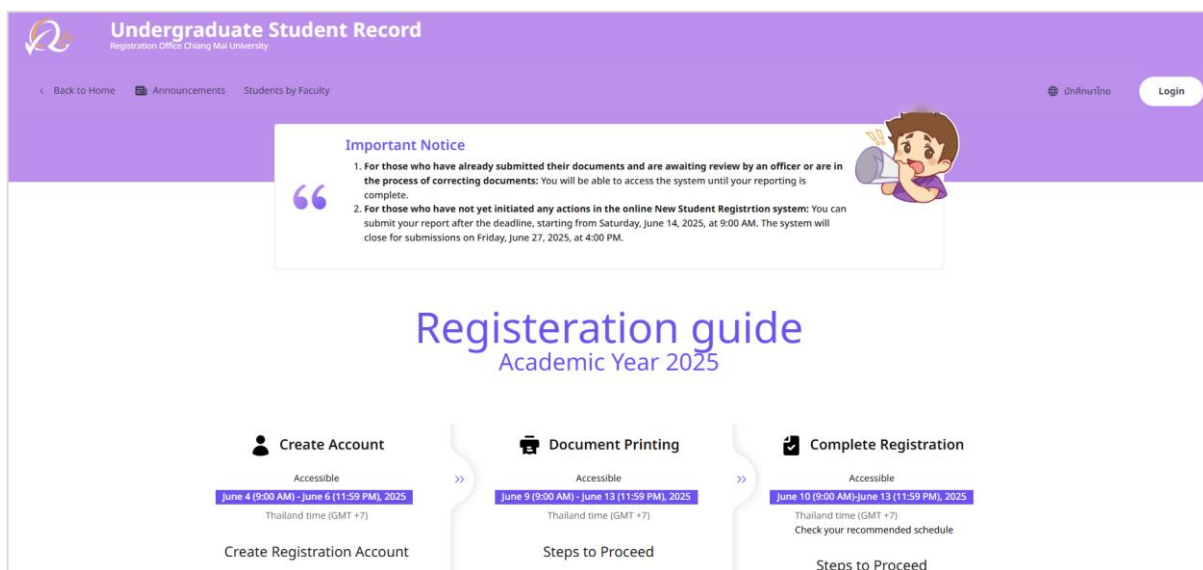 Undergraduate Student Record
Registration Office Chiang Mai University
Back to Home
Announcements
Students by Faculty
นักศึกษาไทย
Login
Important Notice
1. For those who have already submitted their documents and are awaiting review by an officer or are in
the process of correcting documents: You will be able to access the system until your reporting is
complete.
2. For those who have not yet initiated any actions in the online New Student Registrtion system: You can
submit your report after the deadline, starting from Saturday, June 14, 2025, at 9:00 AM. The system will
close for submissions on Friday, June 27, 2025, at 4:00 PM.
Registeration guide
Academic Year 2025
Create Account
Accessible
June 4 (9:00 AM) - June 6 (11:59 PM), 2025
Thailand time (GMT +7)
Create Registration Account
Document Printing
Accessible
June 9 (9:00 AM) - June 13 (11:59 PM), 2025
Thailand time (GMT +7)
Steps to Proceed
Complete Registration
Accessible
June 10 (9:00 AM)-June 13 (11:59 PM), 2025
Thailand time (GMT +7)
Check your recommended schedule
Steps to Proceed